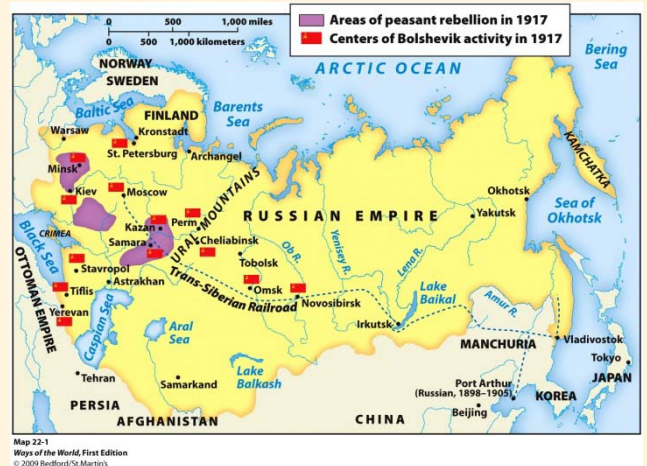 0
500
1,000 miles
0
500
1,000 kilometers
Areas of peasant rebellion in 1917
Centers of Bolshevik activity in 1917
Bering
Sea
ARCTIC OCEAN
NORWAY
SWEDEN
Baltic Sea
FINLAND
Barents
Sea
Warsaw
Kronstadt
St. Petersburg
Archangel
Minsk
Kiev
Moscow
URAL MOUNTAINS
KAMCHATKA
Okhotsk
Sea of
Okhotsk
RUSSIAN EMPIRE
Yakutsk
Kazan
Perm
Samara
Cheliabinsk
Tobolsk
Ob R.
Yenisey R.
Lena R.
CRIMEA
Black Sea
Stavropol
Astrakhan
Trans-Siberian Railroad
Omsk
Novosibirsk
Lake
Baikal
Amur R.
OTTOMAN EMPIRE
Tiflis
Yerevan
Caspian Sea
Aral
Sea
Irkutsk
MANCHURIA
Vladivostok
Tokyo
JAPAN
Lake
Balkash
Tehran
Samarkand
Port Arthur
(Russian, 1898–1905)
KOREA
Beijing
PERSIA
AFGHANISTAN
CHINA
Map 22-1
Ways of the World, First Edition
© 2009 Bedford/St.Martin's